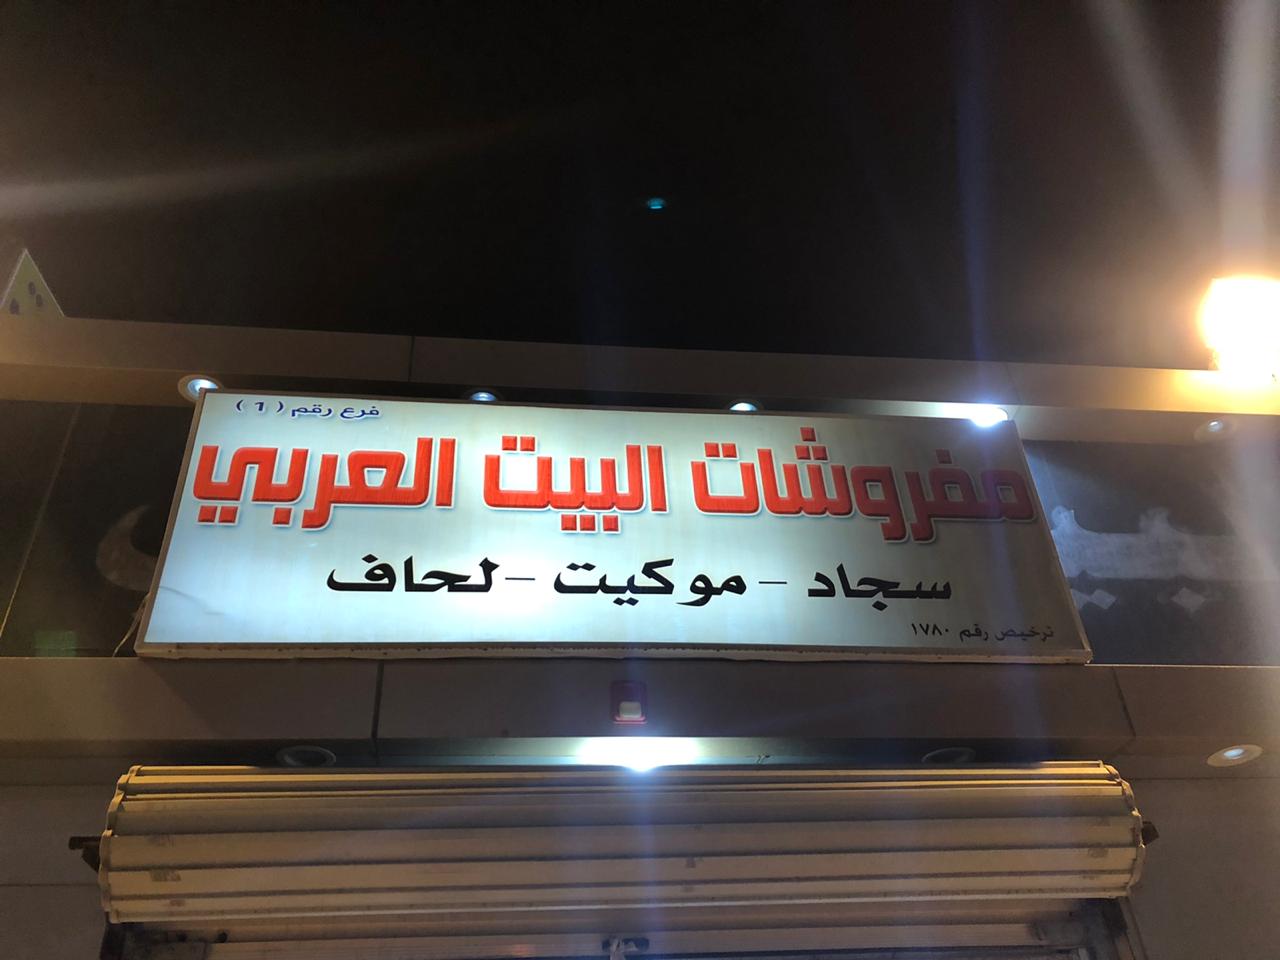 فرع رقم ( 1 )
مفروشات البيت العربي
سجاد - موكيت - لحاف
ترخيص رقم ١٧٨٠